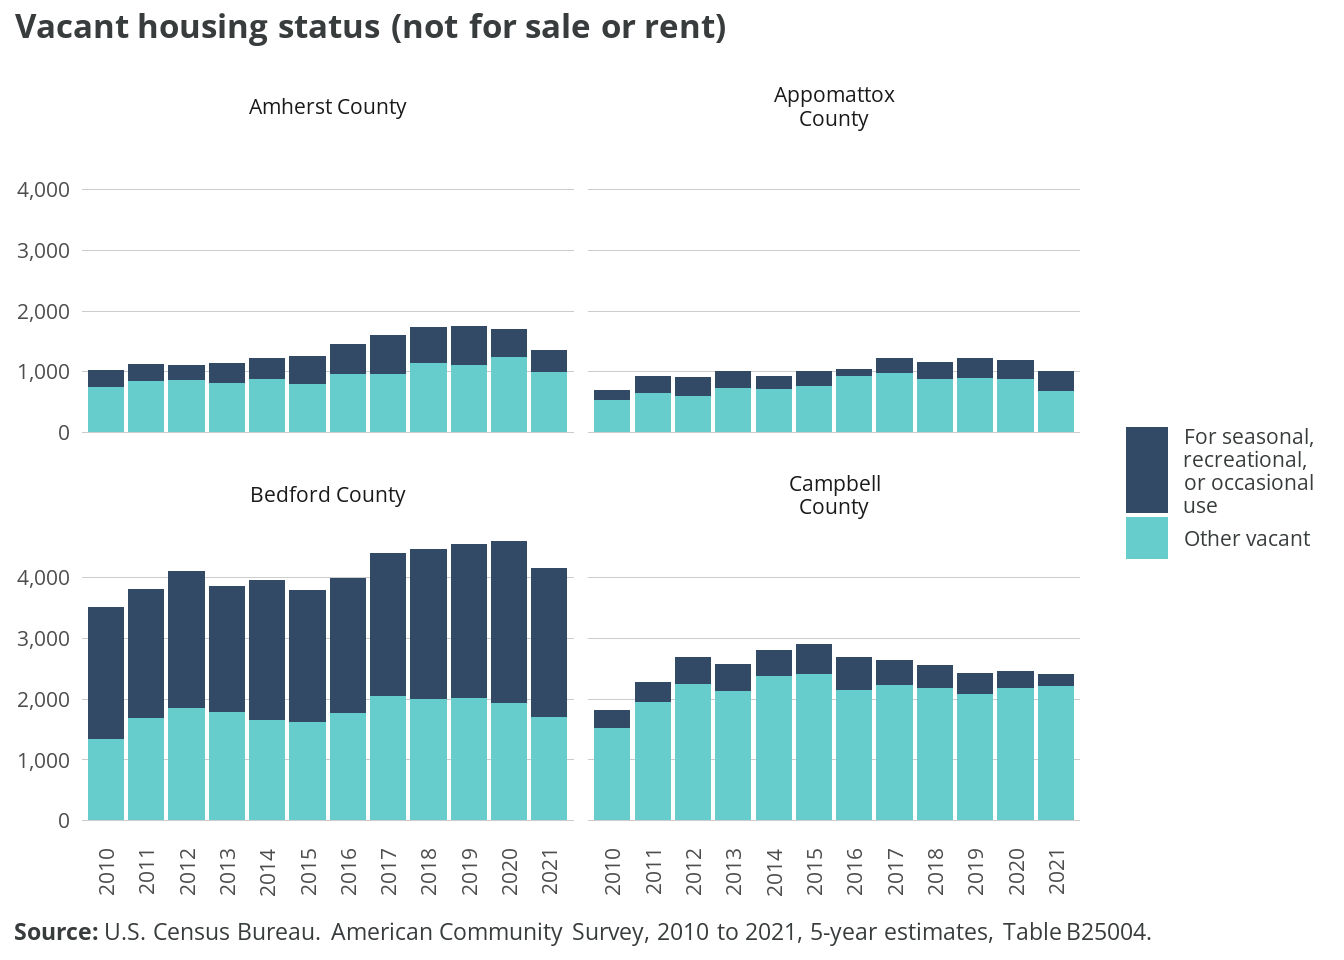 Vacant housing status (not for sale or rent)
Amherst County
Appomattox
County
4,000
3,000
2,000
1,000
0
For seasonal,
recreational,
or occasional
use
Other vacant
Bedford County
Campbell
County
4,000
3,000
2,000
1,000
0
2010 2011 2012 2013 2014 2015 2016 2017 2018 2019 2020 2021 2010 2011 2012 2013 2014 2015 2016 2017 2018 2019 2020 2021
Source: U.S. Census Bureau. American Community Survey, 2010 to 2021, 5-year estimates, Table B25004.